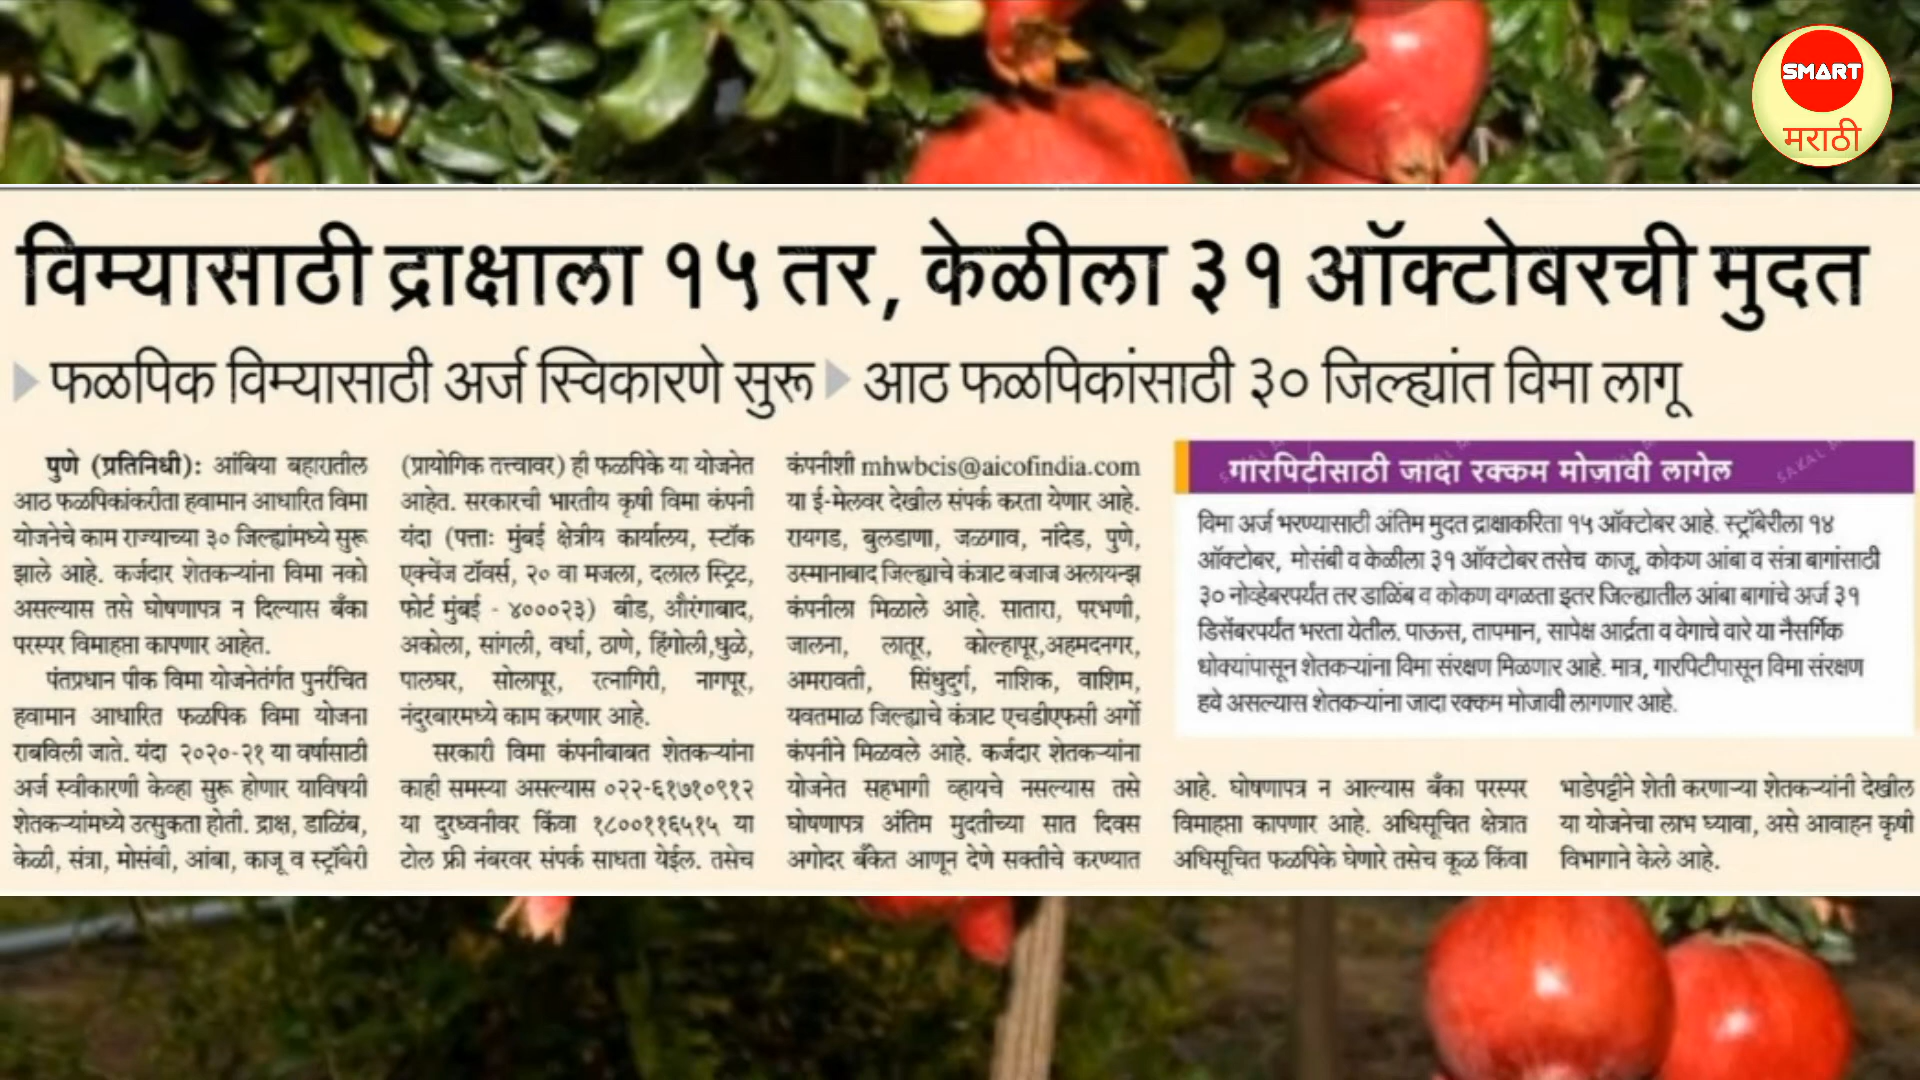 SMART
मराठी
विम्यासाठी द्राक्षाला १५ तर, केळीला ३१ ऑक्टोबरची मुदत
फळपिक विम्यासाठी अर्ज स्विकारणे सुरू
आठ फळपिकांसाठी ३० जिल्ह्यांत विमा लागू
पुणे (प्रतिनिधी): आंबिया बहारातील
आठ फळपिकांकरीता हवामान आधारित विमा
योजनेचे काम राज्याच्या ३० जिल्ह्यांमध्ये सुरू
झाले आहे. कर्जदार शेतकऱ्यांना विमा नको
असल्यास तसे घोषणापत्र न दिल्यास बँका
परस्पर विमाहप्ता कापणार आहेत.
पंतप्रधान पीक विमा योजनेतंर्गत पुनर्रचित
हवामान आधारित फळपिक विमा योजना
राबविली जाते. यंदा २०२०-२१ या वर्षासाठी
अर्ज स्वीकारणी केव्हा सुरू होणार याविषयी
शेतकऱ्यांमध्ये उत्सुकता होती. द्राक्ष, डाळिंब,
केळी, संत्रा, मोसंबी, आंबा, काजू व स्ट्रॉबेरी
(प्रायोगिक तत्त्वावर) ही फळपिके या योजनेत
आहेत. सरकारची भारतीय कृषी विमा कंपनी
यंदा (पत्ताः मुंबई क्षेत्रीय कार्यालय, स्टॉक
एक्चेंज टॉवर्स, २० वा मजला, दलाल स्ट्रिट,
फोर्ट मुंबई - ४०००२३) बीड, औरंगाबाद,
अकोला, सांगली, वर्धा, ठाणे, हिंगोली,धुळे,
पालघर, सोलापूर, रत्नागिरी, नागपूर,
नंदुरबारमध्ये काम करणार आहे.
सरकारी विमा कंपनीबाबत शेतकऱ्यांना
काही समस्या असल्यास ०२२-६१७१०९१२
या दुरध्वनीवर किंवा १८००११६५१५ या
टोल फ्री नंबरवर संपर्क साधता येईल. तसेच
कंपनीशी mhwbcis@aicofindia.com
या ई-मेलवर देखील संपर्क करता येणार आहे.
रायगड, बुलडाणा, जळगाव, नांदेड, पुणे,
उस्मानाबाद जिल्ह्याचे कंत्राट बजाज अलायन्झ
कंपनीला मिळाले आहे. सातारा, परभणी,
जालना, लातूर, कोल्हापूर,अहमदनगर,
अमरावती, सिंधुदुर्ग, नाशिक, वाशिम,
यवतमाळ जिल्ह्याचे कंत्राट एचडीएफसी अर्गो
कंपनीने मिळवले आहे. कर्जदार शेतकऱ्यांना
योजनेत सहभागी व्हायचे नसल्यास तसे
घोषणापत्र अंतिम मुदतीच्या सात दिवस
अगोदर बँकेत आणून देणे सक्तीचे करण्यात
गारपिटीसाठी जादा रक्कम मोजावी लागेल
विमा अर्ज भरण्यासाठी अंतिम मुदत द्राक्षाकरिता १५ ऑक्टोबर आहे. स्ट्रॉबेरीला १४
ऑक्टोबर, मोसंबी व केळीला ३१ ऑक्टोबर तसेच काजू, कोकण आंबा व संत्रा बागांसाठी
३० नोव्हेंबरपर्यंत तर डाळिंब व कोकण वगळता इतर जिल्ह्यातील आंबा बागांचे अर्ज ३१
डिसेंबरपर्यंत भरता येतील. पाऊस, तापमान, सापेक्ष आर्द्रता व वेगाचे वारे या नैसर्गिक
धोक्यांपासून शेतकऱ्यांना विमा संरक्षण मिळणार आहे. मात्र, गारपिटीपासून विमा संरक्षण
हवे असल्यास शेतकऱ्यांना जादा रक्कम मोजावी लागणार आहे.
आहे. घोषणापत्र न आल्यास बँका परस्पर
विमाहप्ता कापणार आहे. अधिसूचित क्षेत्रात
अधिसूचित फळपिके घेणारे तसेच कूळ किंवा
भाडेपट्टीने शेती करणाऱ्या शेतकऱ्यांनी देखील
या योजनेचा लाभ घ्यावा, असे आवाहन कृषी
विभागाने केले आहे.